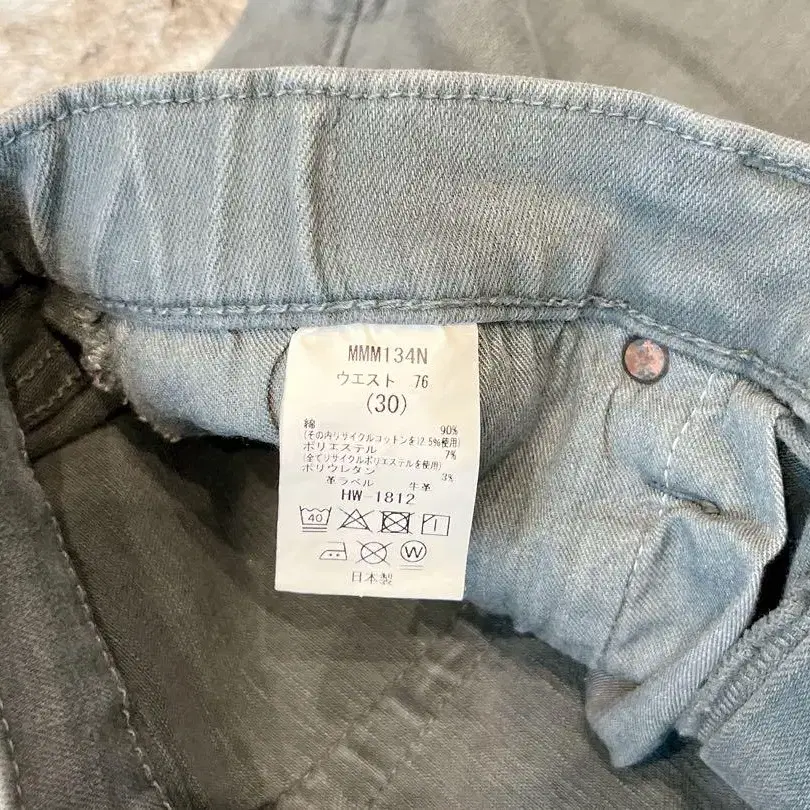 MMM134N
ウエスト 76
(30)
綿 90%
(その内リサイクルコットンを12.5%使用)
ポリエステル 7%
(全てリサイクルポリエステルを使用)
ポリウレタン 3%
革ラベル 牛革
HW-1812
40
W
日本製